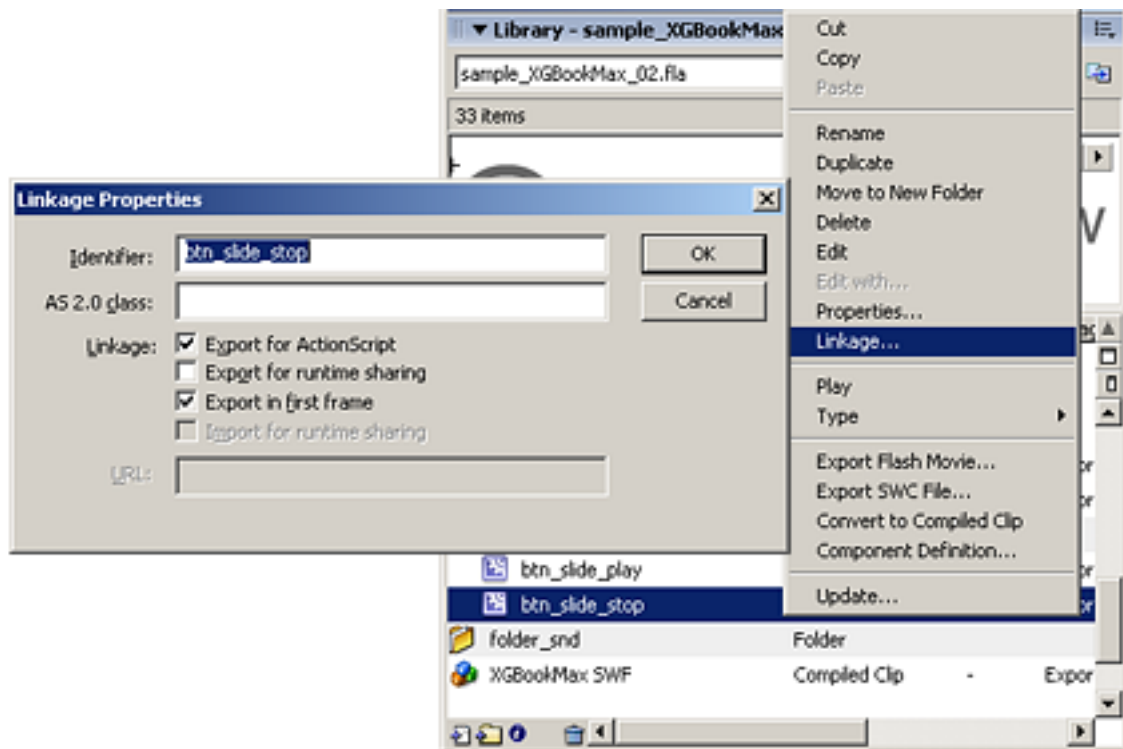 Library - sample_XGBookMax
sample_XGBookMax_02.fla
33 items
Linkage Properties
Identifier: btn_slide_stop
OK
AS 2.0 class:
Cancel
Linkage: Export for ActionScript
Export for runtime sharing
Export in first frame
Import for runtime sharing
URL:
Cut
Copy
Paste
Rename
Duplicate
Move to New Folder
Delete
Edit
Edit with...
Properties...
Linkage...
Play
Type
Export Flash Movie...
Export SWC File...
Convert to Compiled Clip
Component Definition...
Update...
btn_slide_play
btn_slide_stop
folder_snd Folder
XGBookMax SWF Compiled Clip - Expor